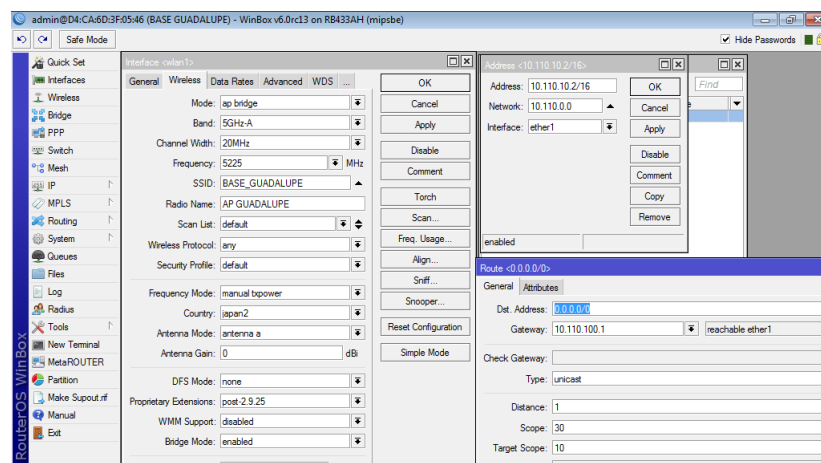 admin@D4:CA:6D:3F:05:46 (BASE GUADALUPE) - WinBox v6.0rc13 on RB433AH (mipsbe)
Safe Mode
Hide Passwords
Quick Set
Interfaces
Wireless
Bridge
PPP
Switch
Mesh
IP
MPLS
Routing
System
Queues
Files
Log
Radius
Tools
New Terminal
MetaROUTER
Partition
Make Supout.rif
Manual
Exit
RouterOS WinBox
Interface <wlan1>
General Wireless Data Rates Advanced WDS ...
Mode: ap bridge
Band: 5GHz-A
Channel Width: 20MHz
Frequency: 5225 MHz
SSID: BASE_GUADALUPE
Radio Name: AP GUADALUPE
Scan List: default
Wireless Protocol: any
Security Profile: default
Frequency Mode: manual txpower
Country: japan2
Antenna Mode: antenna a
Antenna Gain: 0 dBi
DFS Mode: none
Proprietary Extensions: post-2.9.25
WMM Support: disabled
Bridge Mode: enabled
OK
Cancel
Apply
Disable
Comment
Torch
Scan...
Freq. Usage...
Align...
Sniff...
Snooper...
Reset Configuration
Simple Mode
Address <10.110.10.2/16>
Address: 10.110.10.2/16
Network: 10.110.0.0
Interface: ether1
OK
Cancel
Apply
Disable
Comment
Copy
Remove
enabled
Find
Route <0.0.0.0/0>
General Attributes
Dst. Address: 0.0.0.0/0
Gateway: 10.110.100.1 reachable ether1
Check Gateway:
Type: unicast
Distance: 1
Scope: 30
Target Scope: 10